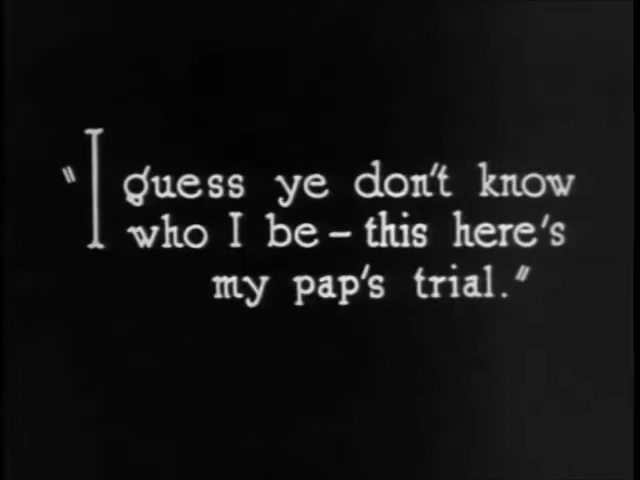 "I guess ye don't know
who I be – this here's
my pap's trial."